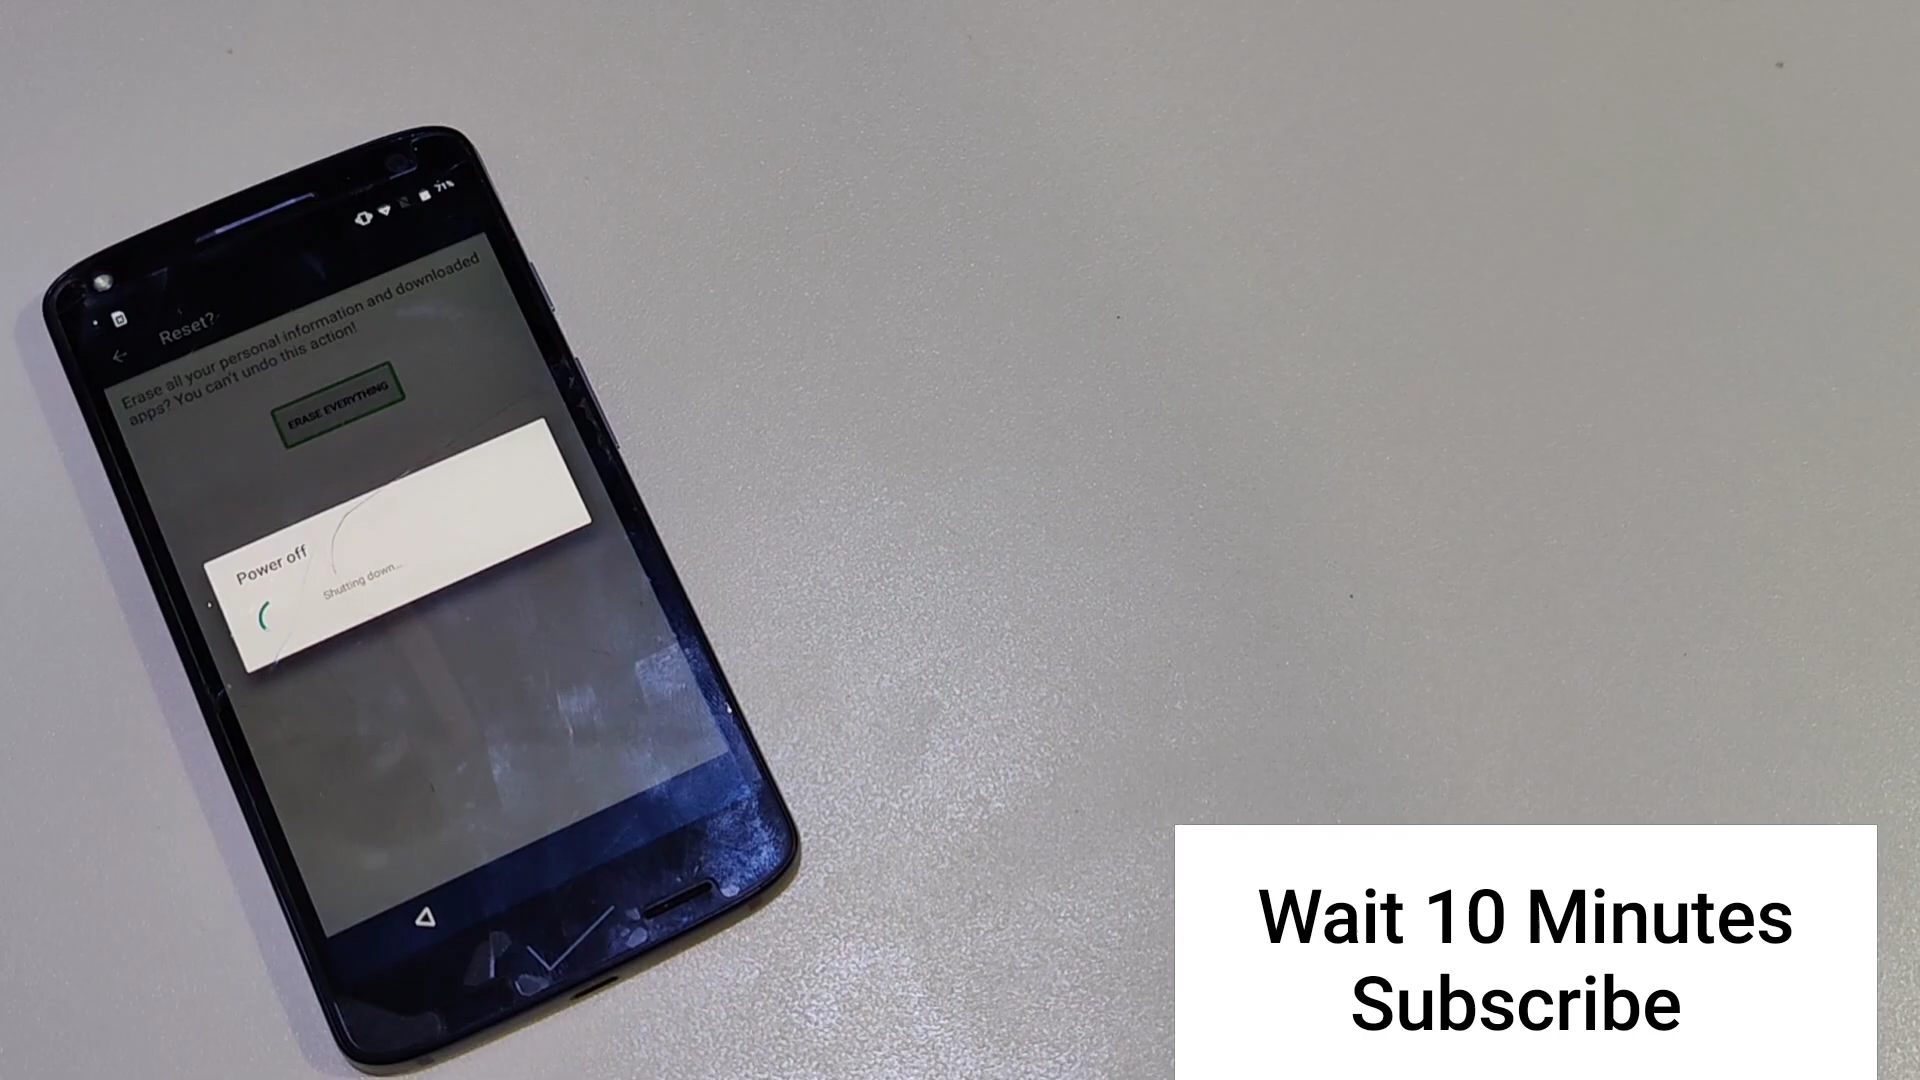 71%
Reset?
Erase all your personal information and downloaded
apps? You can't undo this action!
ERASE EVERYTHING
Power off
Shutting down...
Wait 10 Minutes
Subscribe